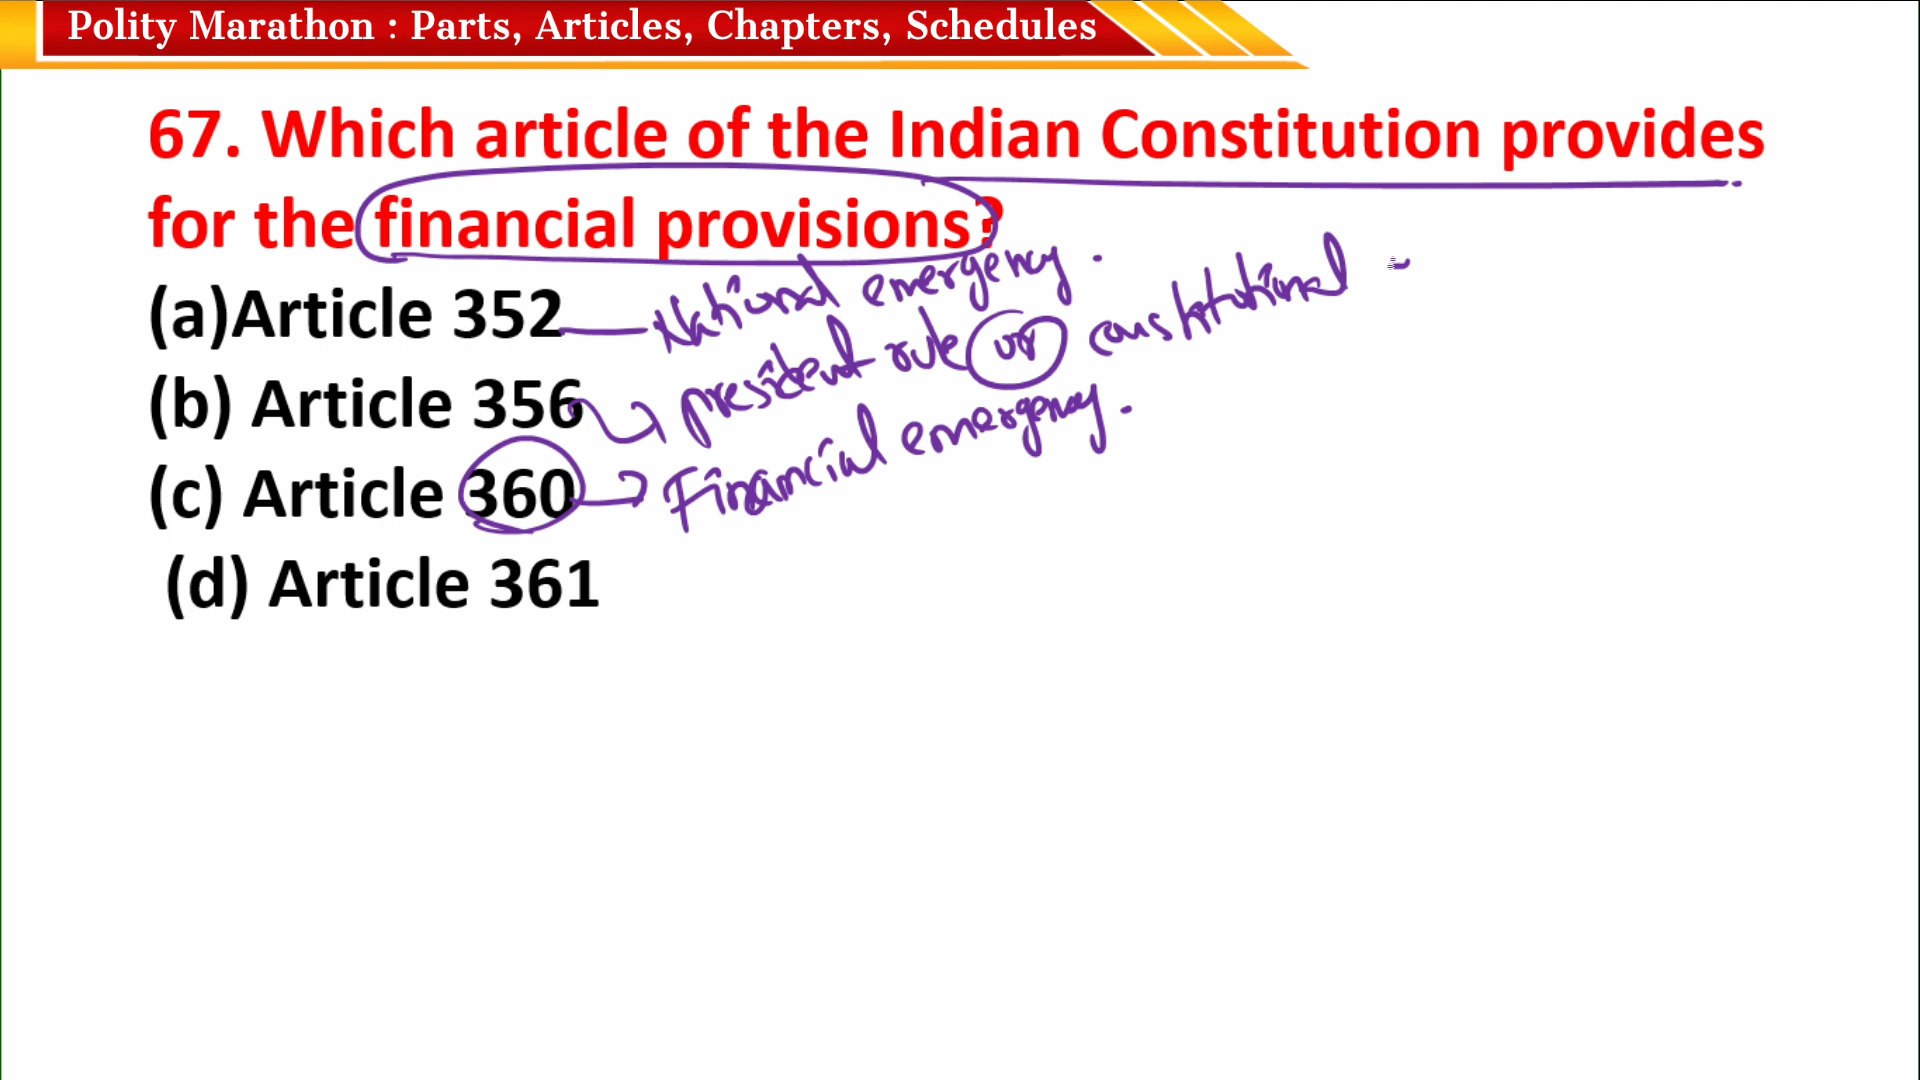 Polity Marathon : Parts, Articles, Chapters, Schedules
67. Which article of the Indian Constitution provides
for the financial provisions?
(a)Article 352 National emergency.
(b) Article 356 president rule or constitutional
(c) Article 360 Financial emergency.
(d) Article 361